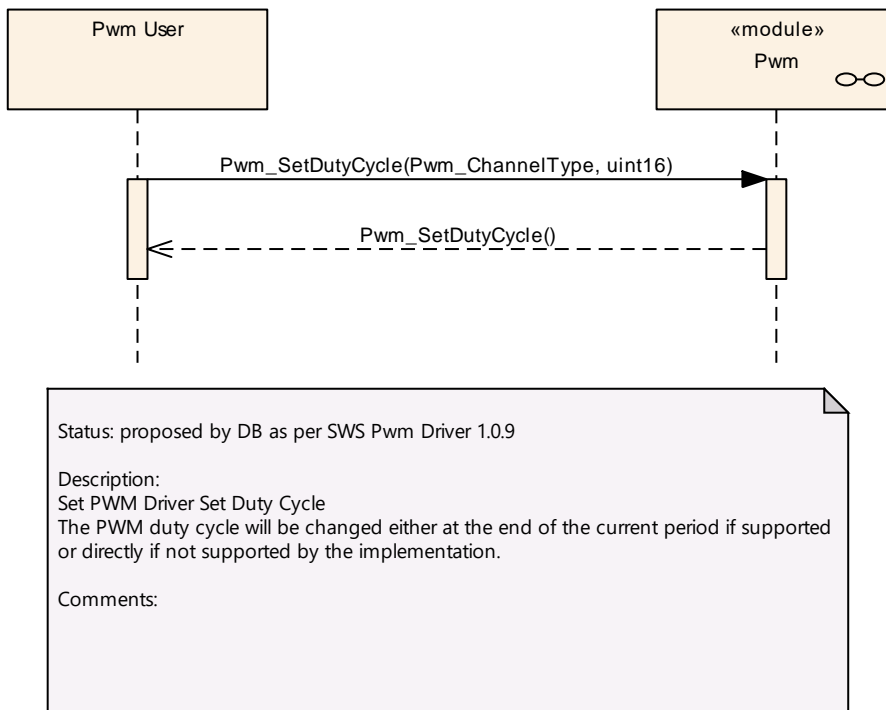 Pwm User
«module»
Pwm
Pwm_SetDutyCycle(Pwm_ChannelType, uint16)
Pwm_SetDutyCycle()
Status: proposed by DB as per SWS Pwm Driver 1.0.9
Description:
Set PWM Driver Set Duty Cycle
The PWM duty cycle will be changed either at the end of the current period if supported
or directly if not supported by the implementation.
Comments: